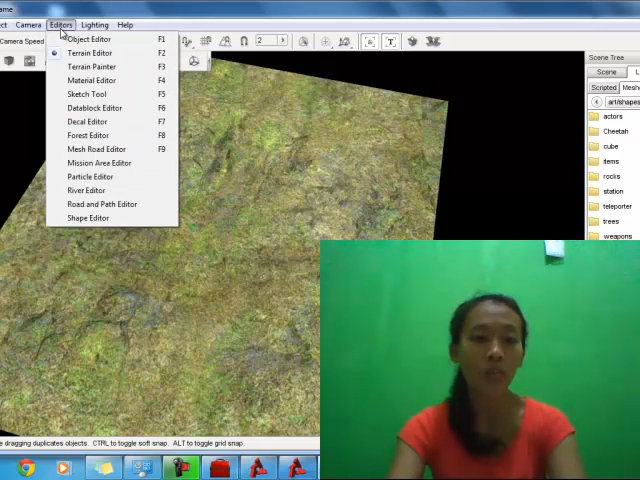 ame
ct Camera Editors Lighting Help
Camera Speed
2
T
Object Editor F1
Terrain Editor F2
Terrain Painter F3
Material Editor F4
Sketch Tool F5
Datablock Editor F6
Decal Editor F7
Forest Editor F8
Mesh Road Editor F9
Mission Area Editor
Particle Editor
River Editor
Road and Path Editor
Shape Editor
Scene Tree
Scene L
Scripted Mesh
art/shapes
actors
Cheetah
cube
items
rocks
station
teleporter
trees
weapons
e dragging duplicates objects. CTRL to toggle soft snap. ALT to toggle grid snap.